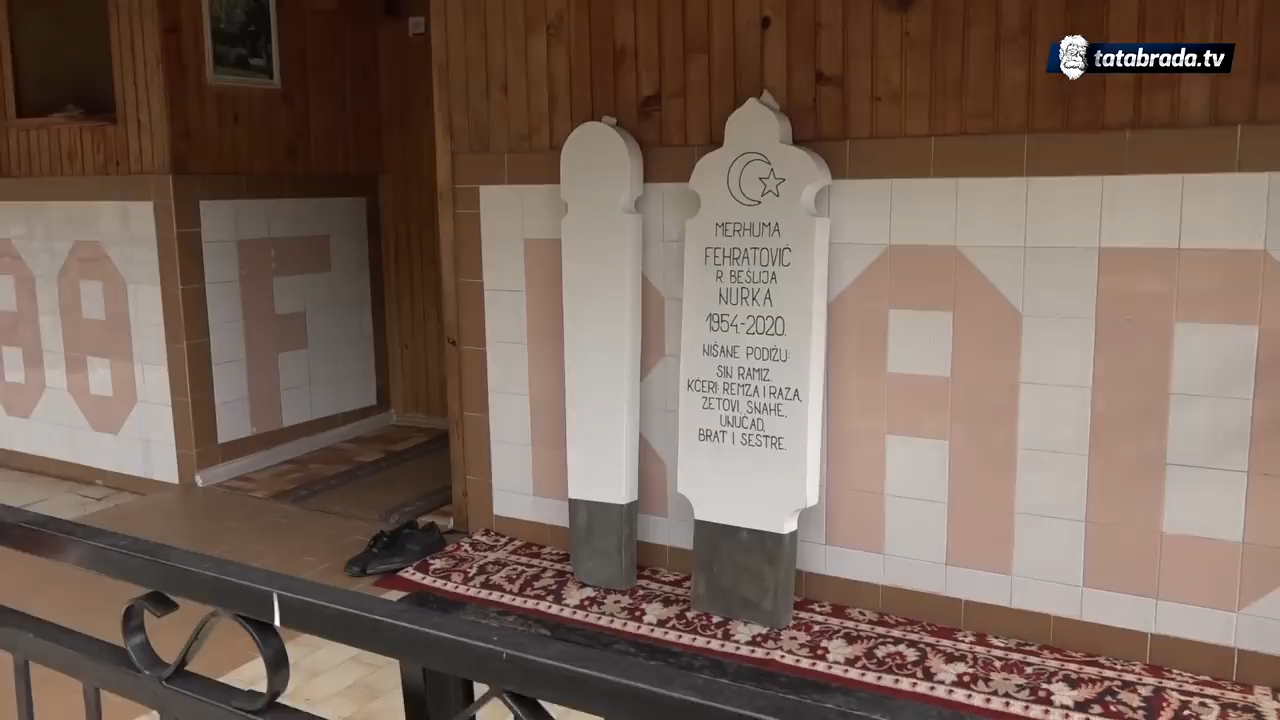 tatabrada.tv
MERHUMA
FEHRATOVIĆ
R. BEŠLIJA
NURKA
1954.-2020.
NIŠANE PODIŽU:
SIN RAMIZ,
KĆERI: REMZA I RAZA,
ZETOVI, SNAHE,
UNUČAD,
BRAT I SESTRE.